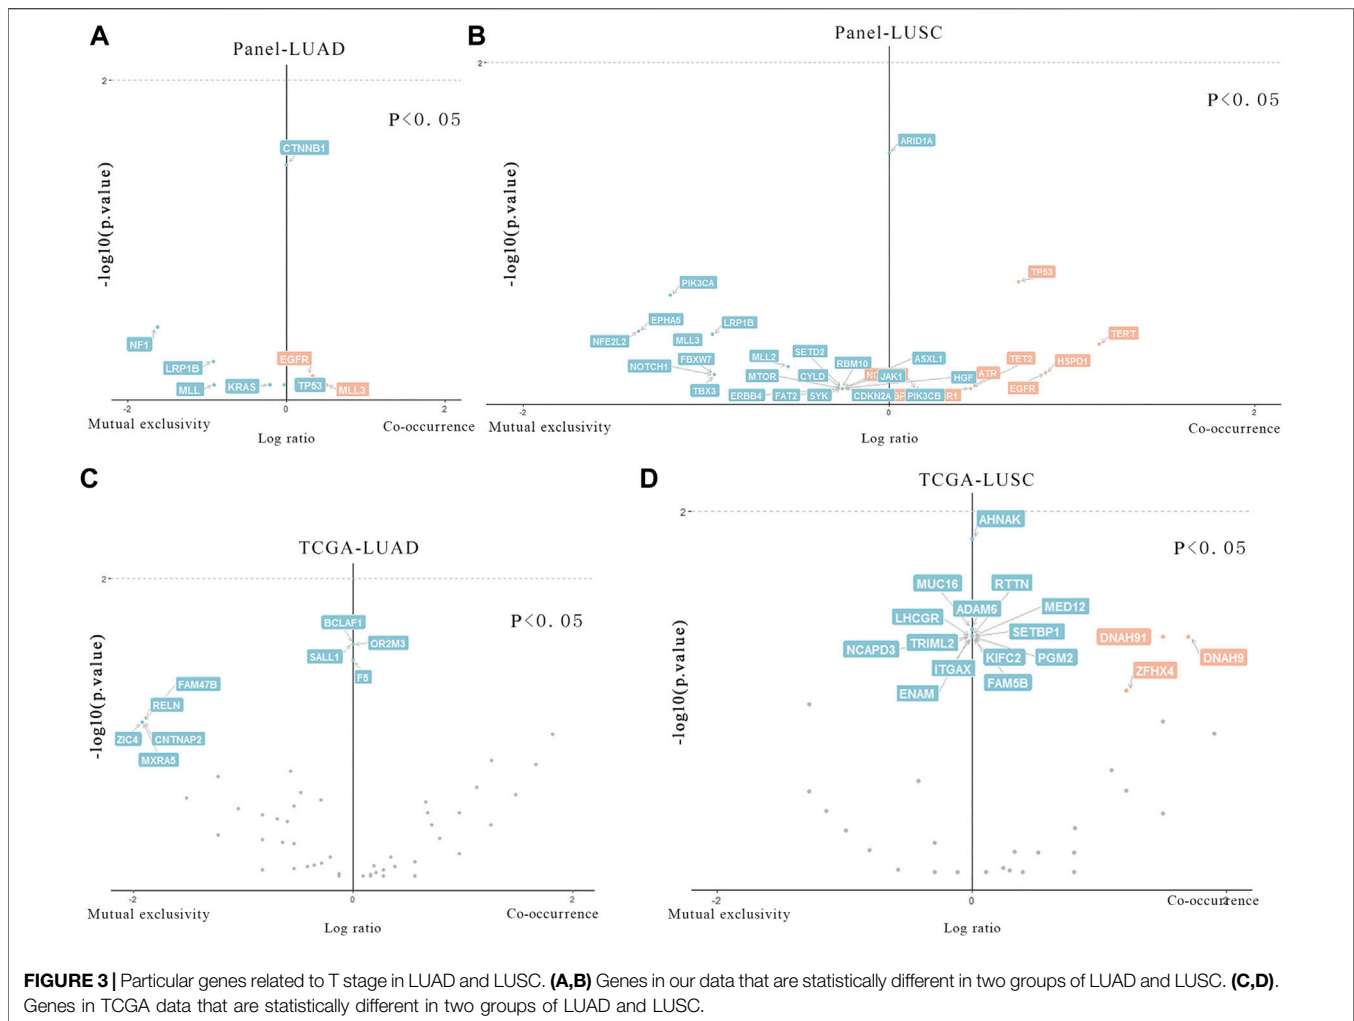 A
Panel-LUAD
2
P<0. 05
CTNNB1
-log10(p.value)
NF1
LRP1B
MLL
KRAS
EGFR
TP53
MLL3
-2
0
2
Mutual exclusivity
Log ratio
Co-occurrence
B
Panel-LUSC
2
P<0. 05
ARID1A
-log10(p.value)
TP53
PIK3CA
EPHA5
NFE2L2
LRP1B
MLL3
TERT
NOTCH1
FBXW7
TBX3
MLL2
SETD2
RBM10
ASXL1
TET2
HSPD1
MTOR
CYLD
JAK1
HGF
ATR
EGFR
ERBB4
FAT2
SYK
CDKN2A
PIK3CB
R1
-2
0
2
Mutual exclusivity
Log ratio
Co-occurrence
C
TCGA-LUAD
2
P<0. 05
BCLAF1
OR2M3
SALL1
F5
-log10(p.value)
FAM47B
RELN
ZIC4
CNTNAP2
MXRA5
-2
0
2
Mutual exclusivity
Log ratio
Co-occurrence
D
TCGA-LUSC
2
AHNAK
P<0. 05
MUC16
RTTN
ADAM6
MED12
LHCGR
SETBP1
TRIML2
NCAPD3
KIFC2
PGM2
ITGAX
FAM5B
ENAM
DNAH91
DNAH9
ZFHX4
-log10(p.value)
-2
0
2
Mutual exclusivity
Log ratio
Co-occurrence
FIGURE 3 | Particular genes related to T stage in LUAD and LUSC. (A,B) Genes in our data that are statistically different in two groups of LUAD and LUSC. (C,D).
Genes in TCGA data that are statistically different in two groups of LUAD and LUSC.